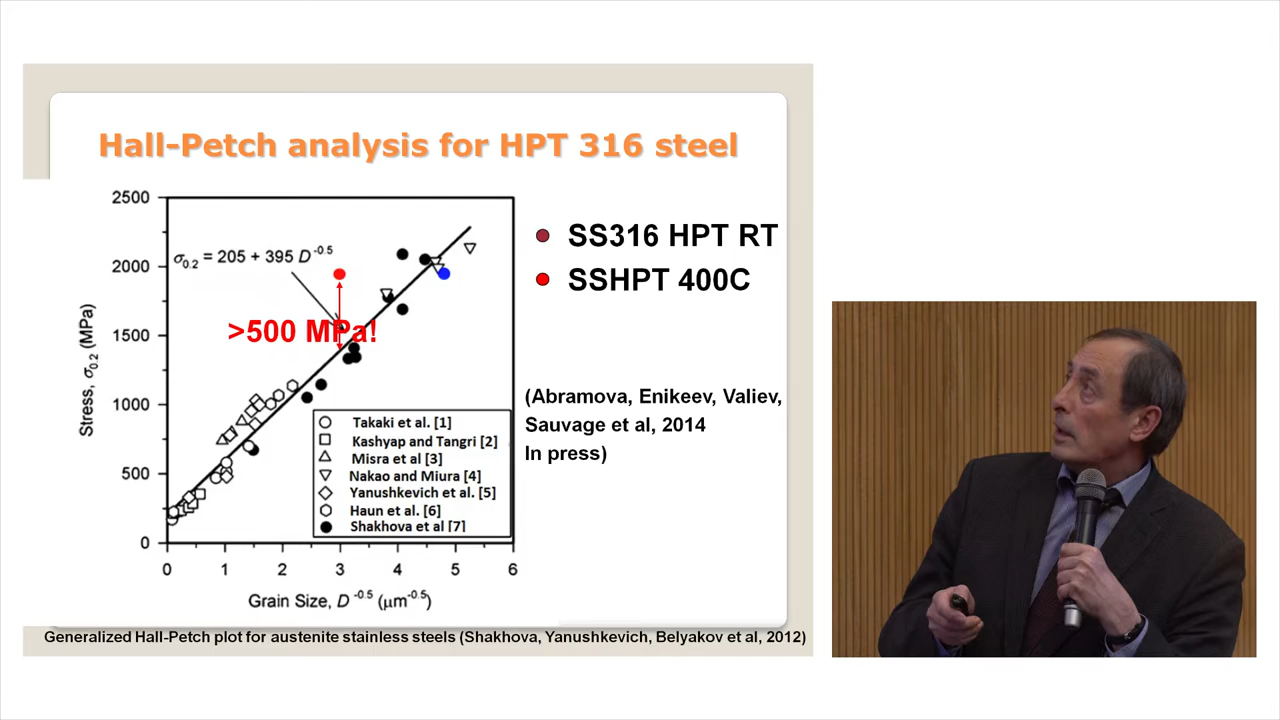 Hall-Petch analysis for HPT 316 steel
2500
2000
1500
1000
500
0
0 1 2 3 4 5 6
Stress, σ0.2 (MPa)
Grain Size, D -0.5 (μm-0.5)
σ0.2 = 205 + 395 D-0.5
>500 MPa!
Takaki et al. [1]
Kashyap and Tangri [2]
Misra et al [3]
Nakao and Miura [4]
Yanushkevich et al. [5]
Haun et al. [6]
Shakhova et al [7]
SS316 HPT RT
SSHPT 400C
(Abramova, Enikeev, Valiev,
Sauvage et al, 2014
In press)
Generalized Hall-Petch plot for austenite stainless steels (Shakhova, Yanushkevich, Belyakov et al, 2012)